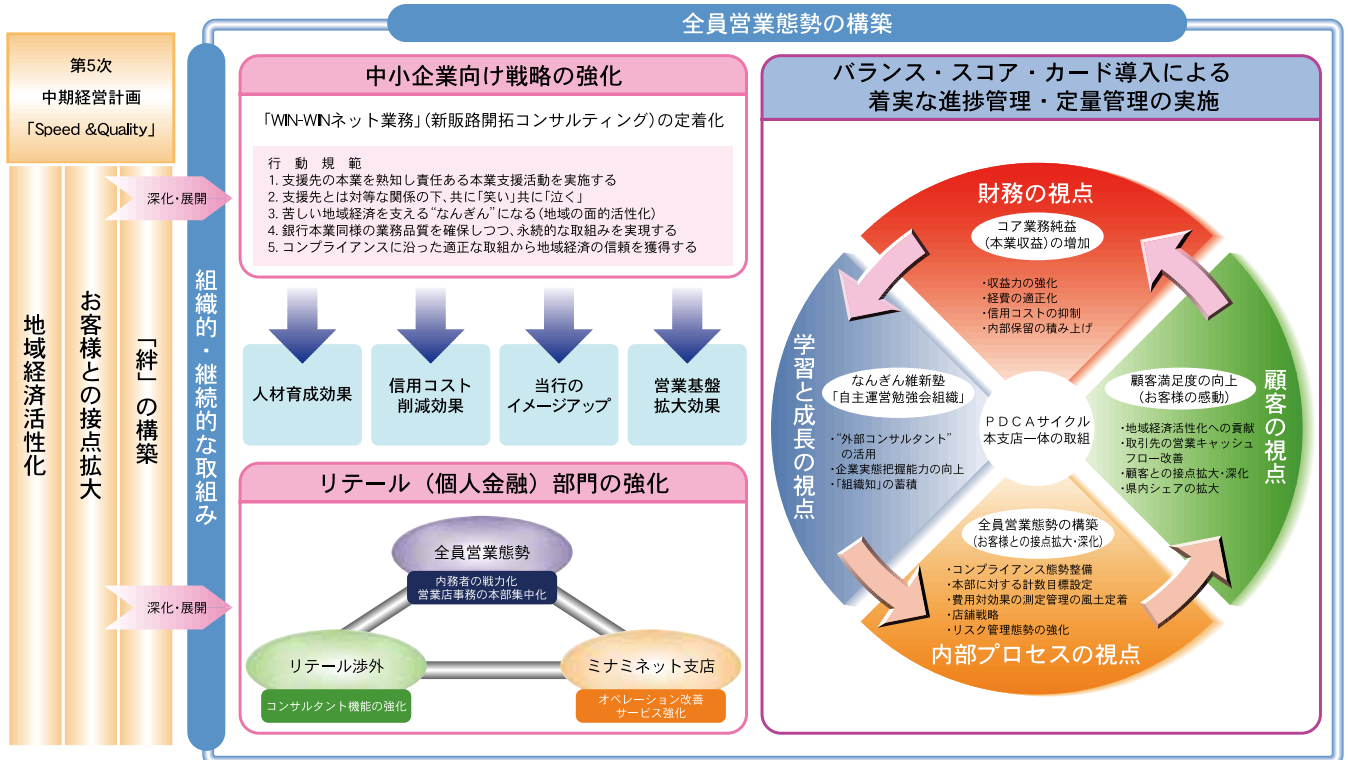 全員営業態勢の構築
第5次
中期経営計画
「Speed &Quality」
地域経済活性化
お客様との接点拡大
「絆」の構築
深化・展開
深化・展開
組織的・継続的な取組み
中小企業向け戦略の強化
「WIN-WINネット業務」(新販路開拓コンサルティング)の定着化
行動規範
1. 支援先の本業を熟知し責任ある本業支援活動を実施する
2. 支援先とは対等な関係の下、共に「笑い」共に「泣く」
3. 苦しい地域経済を支える“なんぎん”になる(地域の面的活性化)
4. 銀行本業同様の業務品質を確保しつつ、永続的な取組みを実現する
5. コンプライアンスに沿った適正な取組から地域経済の信頼を獲得する
人材育成効果
信用コスト
削減効果
当行の
イメージアップ
営業基盤
拡大効果
リテール（個人金融）部門の強化
全員営業態勢
内務者の戦力化
営業店事務の本部集中化
リテール渉外
コンサルタント機能の強化
ミナミネット支店
オペレーション改善
サービス強化
バランス・スコア・カード導入による
着実な進捗管理・定量管理の実施
財務の視点
コア業務純益
(本業収益)の増加
・収益力の強化
・経費の適正化
・信用コストの抑制
・内部保留の積み上げ
学習と成長の視点
なんぎん維新塾
「自主運営勉強会組織」
・“外部コンサルタント”
の活用
・企業実態把握能力の向上
・「組織知」の蓄積
PDCAサイクル
本支店一体の取組
顧客の視点
顧客満足度の向上
(お客様の感動)
・地域経済活性化への貢献
・取引先の営業キャッシュ
フロー改善
・顧客との接点拡大・深化
・県内シェアの拡大
全員営業態勢の構築
(お客様との接点拡大・深化)
・コンプライアンス態勢整備
・本部に対する計数目標設定
・費用対効果の測定管理の風土定着
・店舗戦略
・リスク管理態勢の強化
内部プロセスの視点